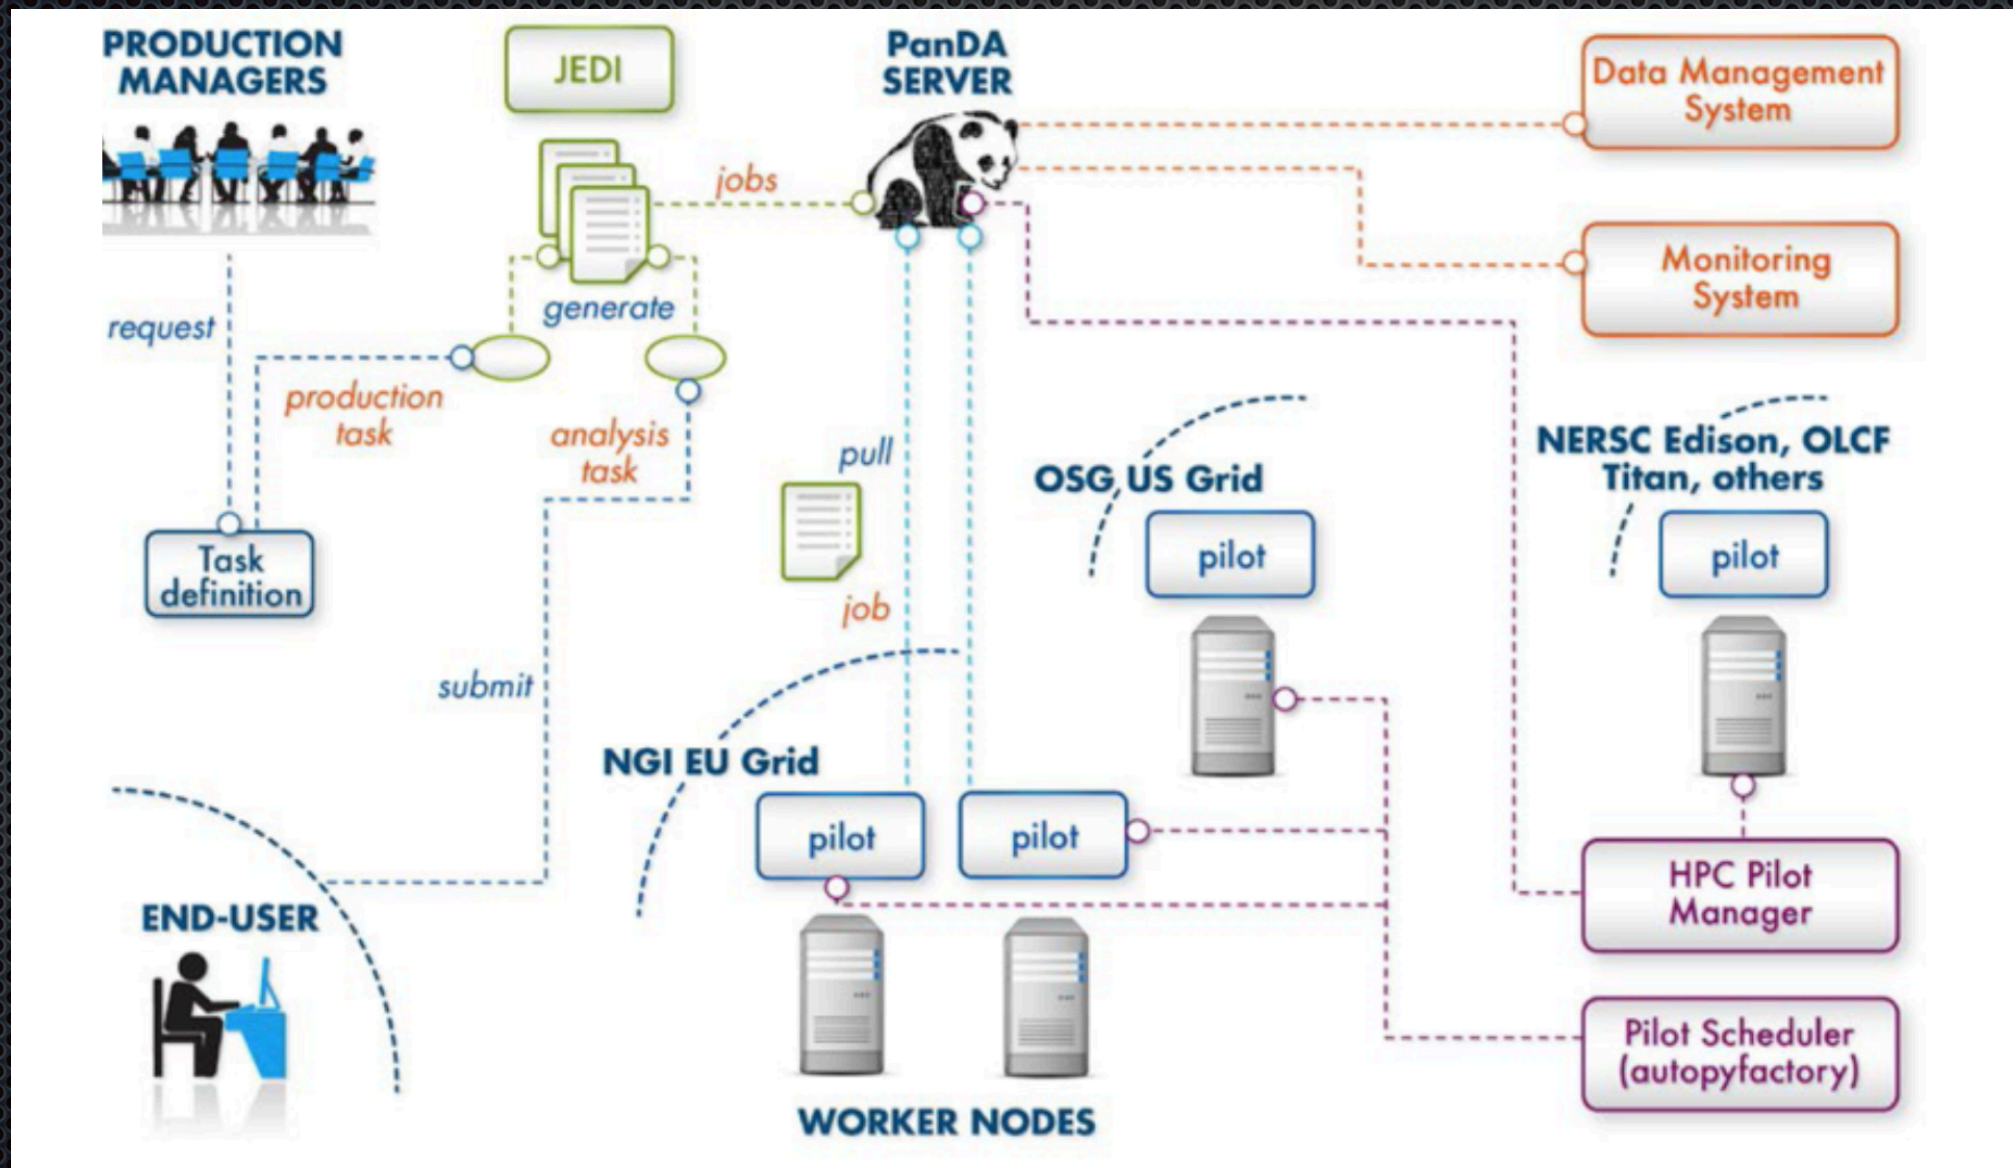 PRODUCTION
MANAGERS
JEDI
PanDA
SERVER
Data Management
System
jobs
Monitoring
System
request
generate
production
task
analysis
task
pull
job
OSG US Grid
NERSC Edison, OLCF
Titan, others
pilot
pilot
Task
definition
submit
NGI EU Grid
pilot
pilot
HPC Pilot
Manager
END-USER
Pilot Scheduler
(autopyfactory)
WORKER NODES